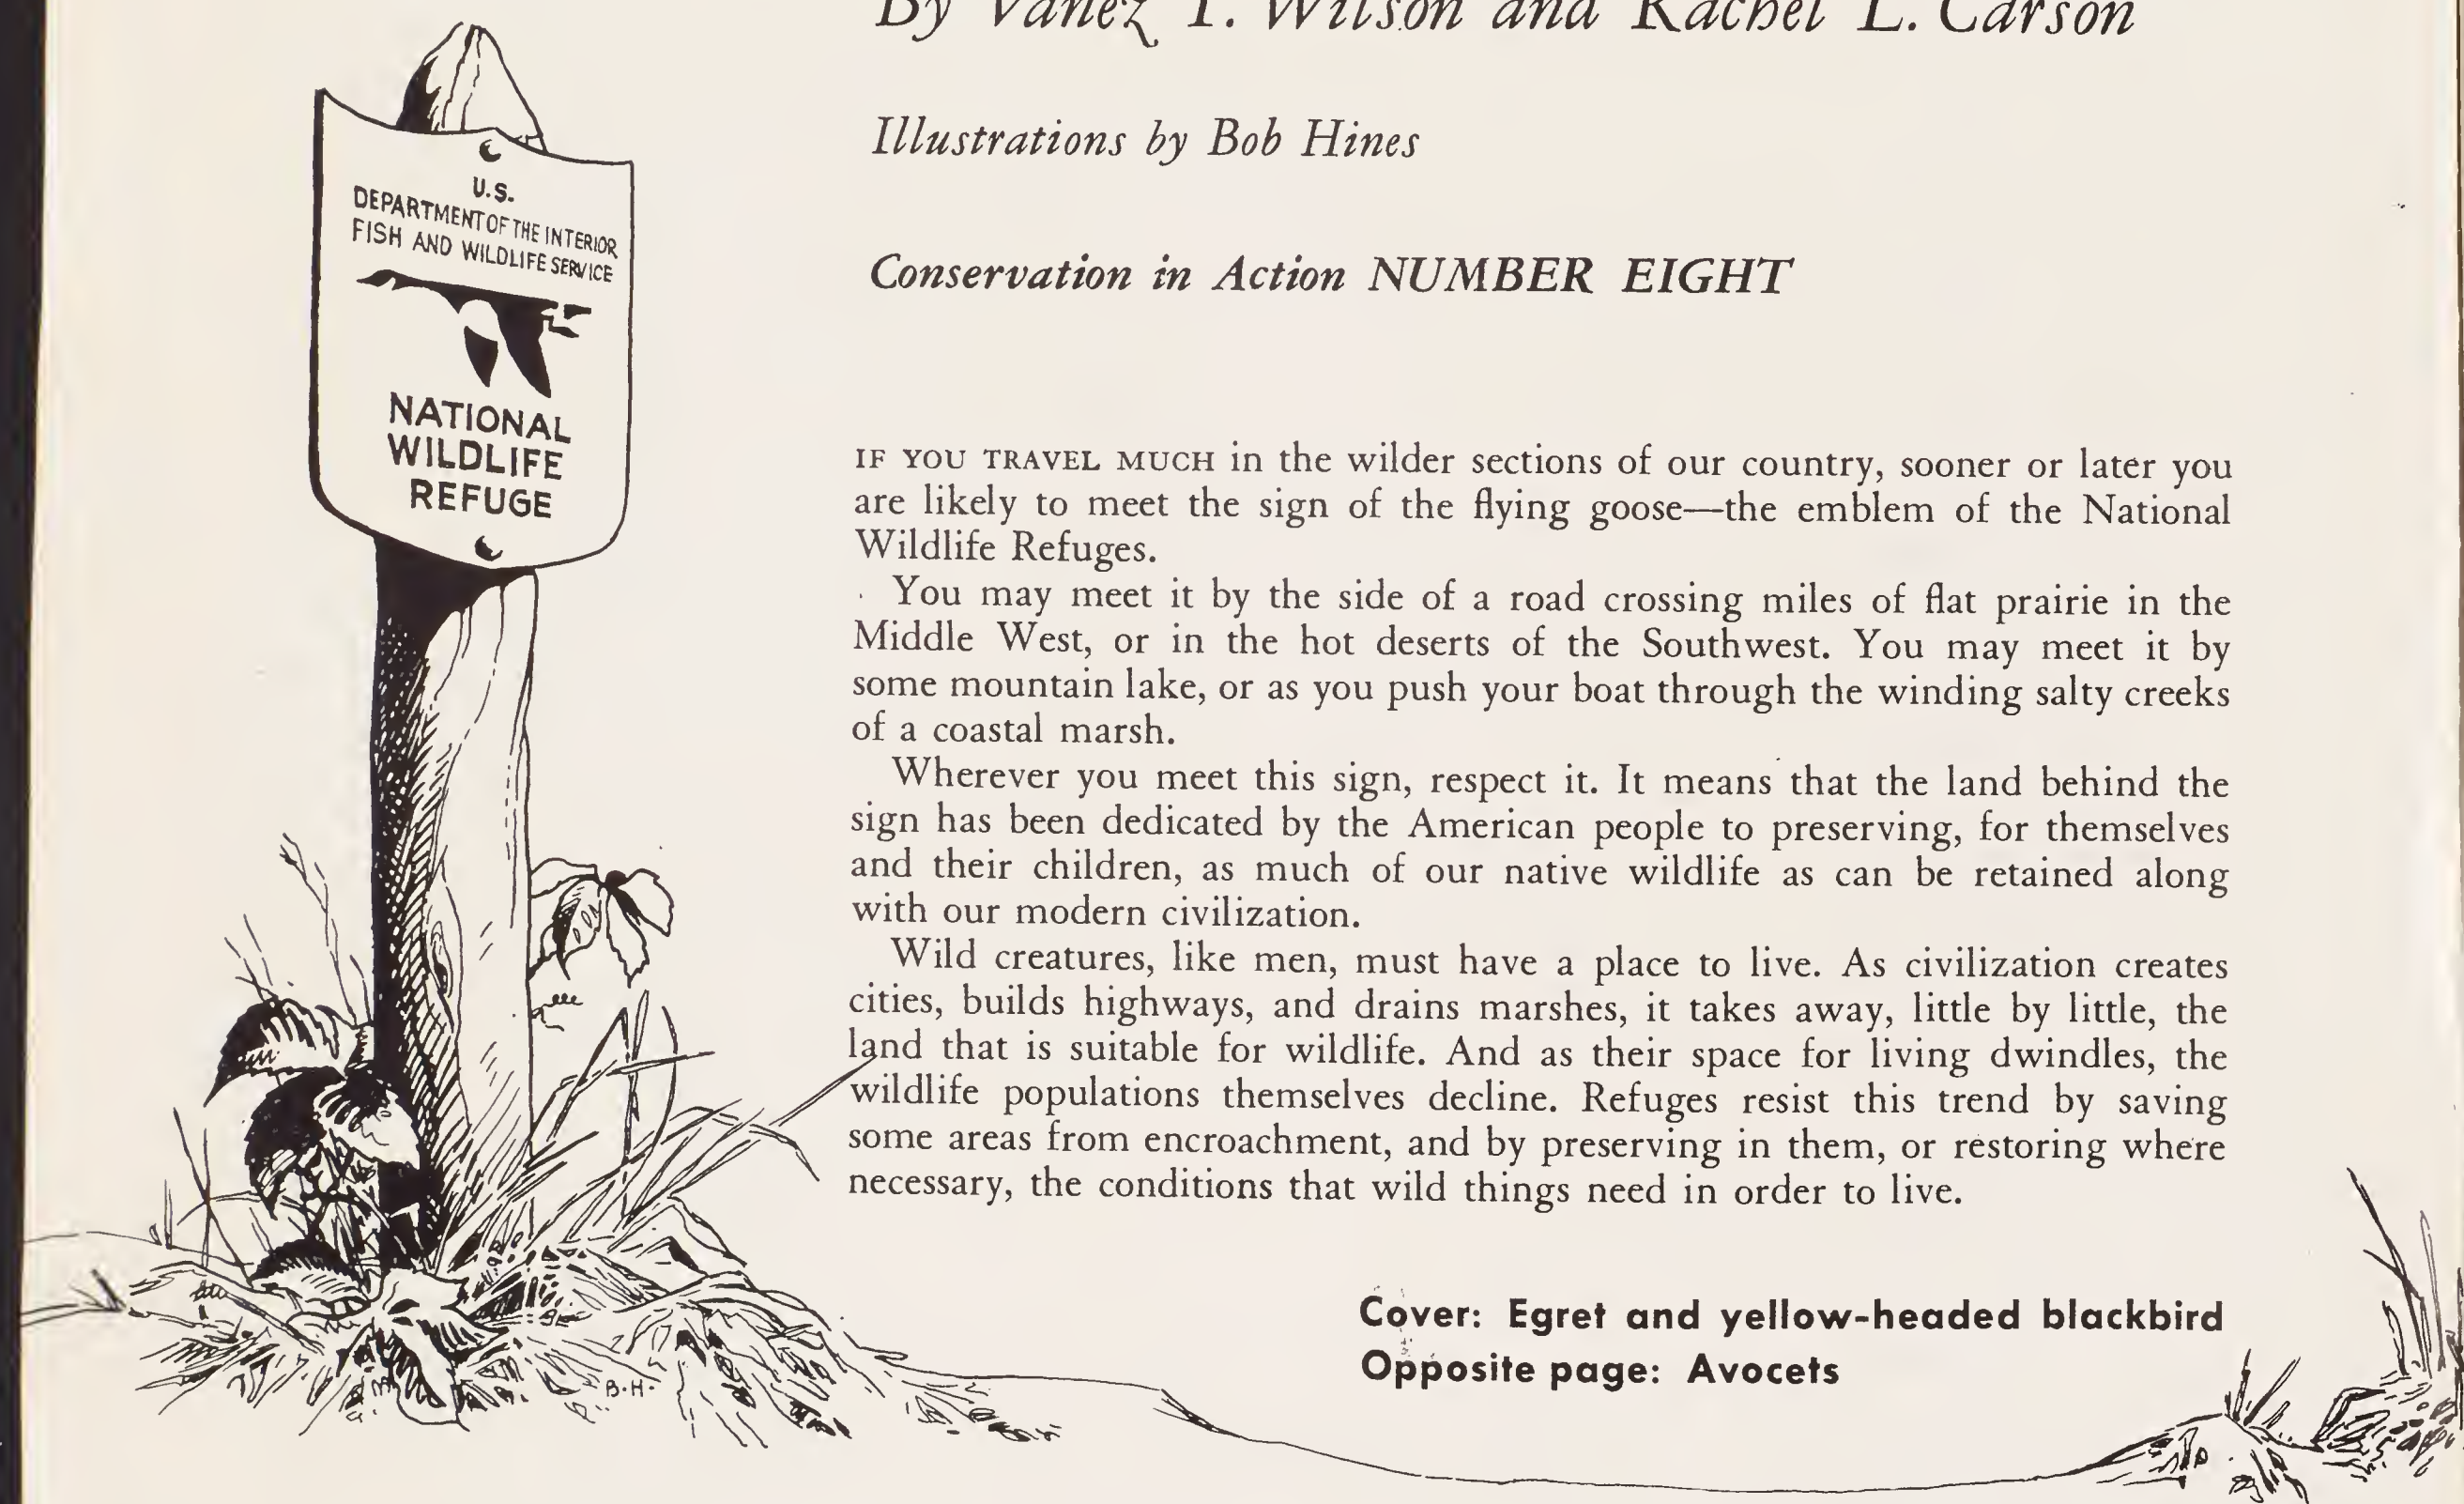 By Vanez T. Wilson and Rachel L. Carson
Illustrations by Bob Hines
Conservation in Action NUMBER EIGHT
U.S.
DEPARTMENT OF THE INTERIOR
FISH AND WILDLIFE SERVICE
NATIONAL
WILDLIFE
REFUGE
IF YOU TRAVEL MUCH in the wilder sections of our country, sooner or later you
are likely to meet the sign of the flying goose—the emblem of the National
Wildlife Refuges.
You may meet it by the side of a road crossing miles of flat prairie in the
Middle West, or in the hot deserts of the Southwest. You may meet it by
some mountain lake, or as you push your boat through the winding salty creeks
of a coastal marsh.
Wherever you meet this sign, respect it. It means that the land behind the
sign has been dedicated by the American people to preserving, for themselves
and their children, as much of our native wildlife as can be retained along
with our modern civilization.
Wild creatures, like men, must have a place to live. As civilization creates
cities, builds highways, and drains marshes, it takes away, little by little, the
land that is suitable for wildlife. And as their space for living dwindles, the
wildlife populations themselves decline. Refuges resist this trend by saving
some areas from encroachment, and by preserving in them, or restoring where
necessary, the conditions that wild things need in order to live.
Cover: Egret and yellow-headed blackbird
Opposite page: Avocets
B.H.